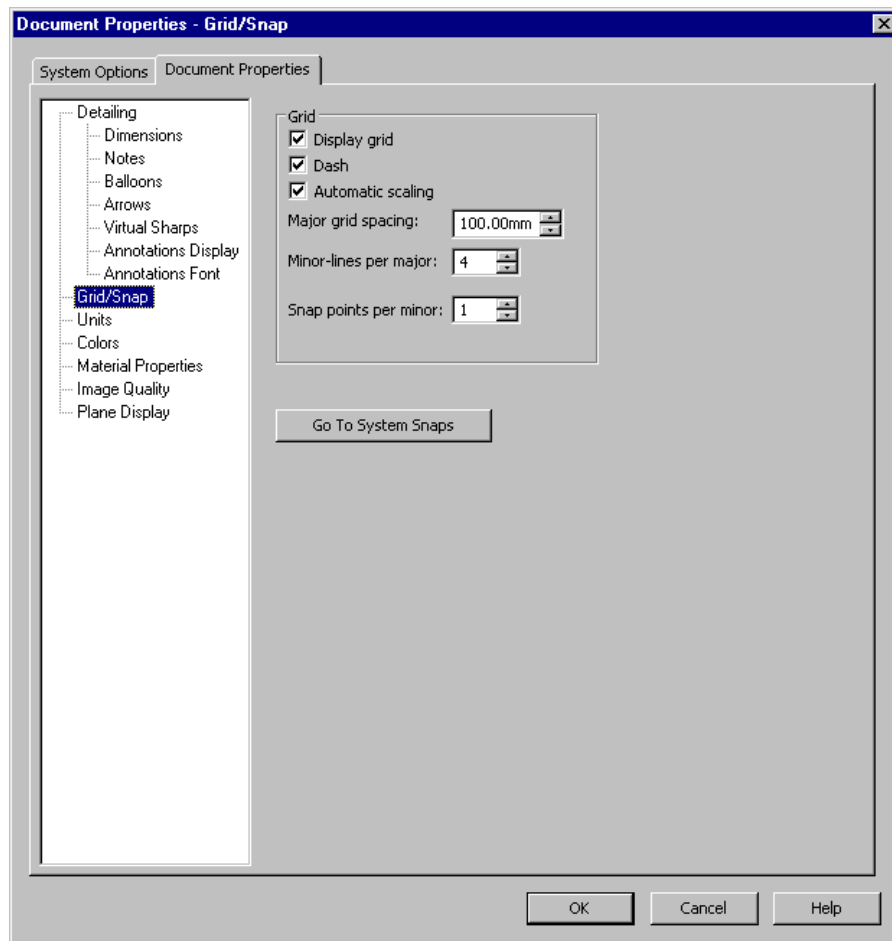 Document Properties - Grid/Snap
System Options
Document Properties
Detailing
Dimensions
Notes
Balloons
Arrows
Virtual Sharps
Annotations Display
Annotations Font
Grid/Snap
Units
Colors
Material Properties
Image Quality
Plane Display
Grid
Display grid
Dash
Automatic scaling
Major grid spacing: 100.00mm
Minor-lines per major: 4
Snap points per minor: 1
Go To System Snaps
OK
Cancel
Help